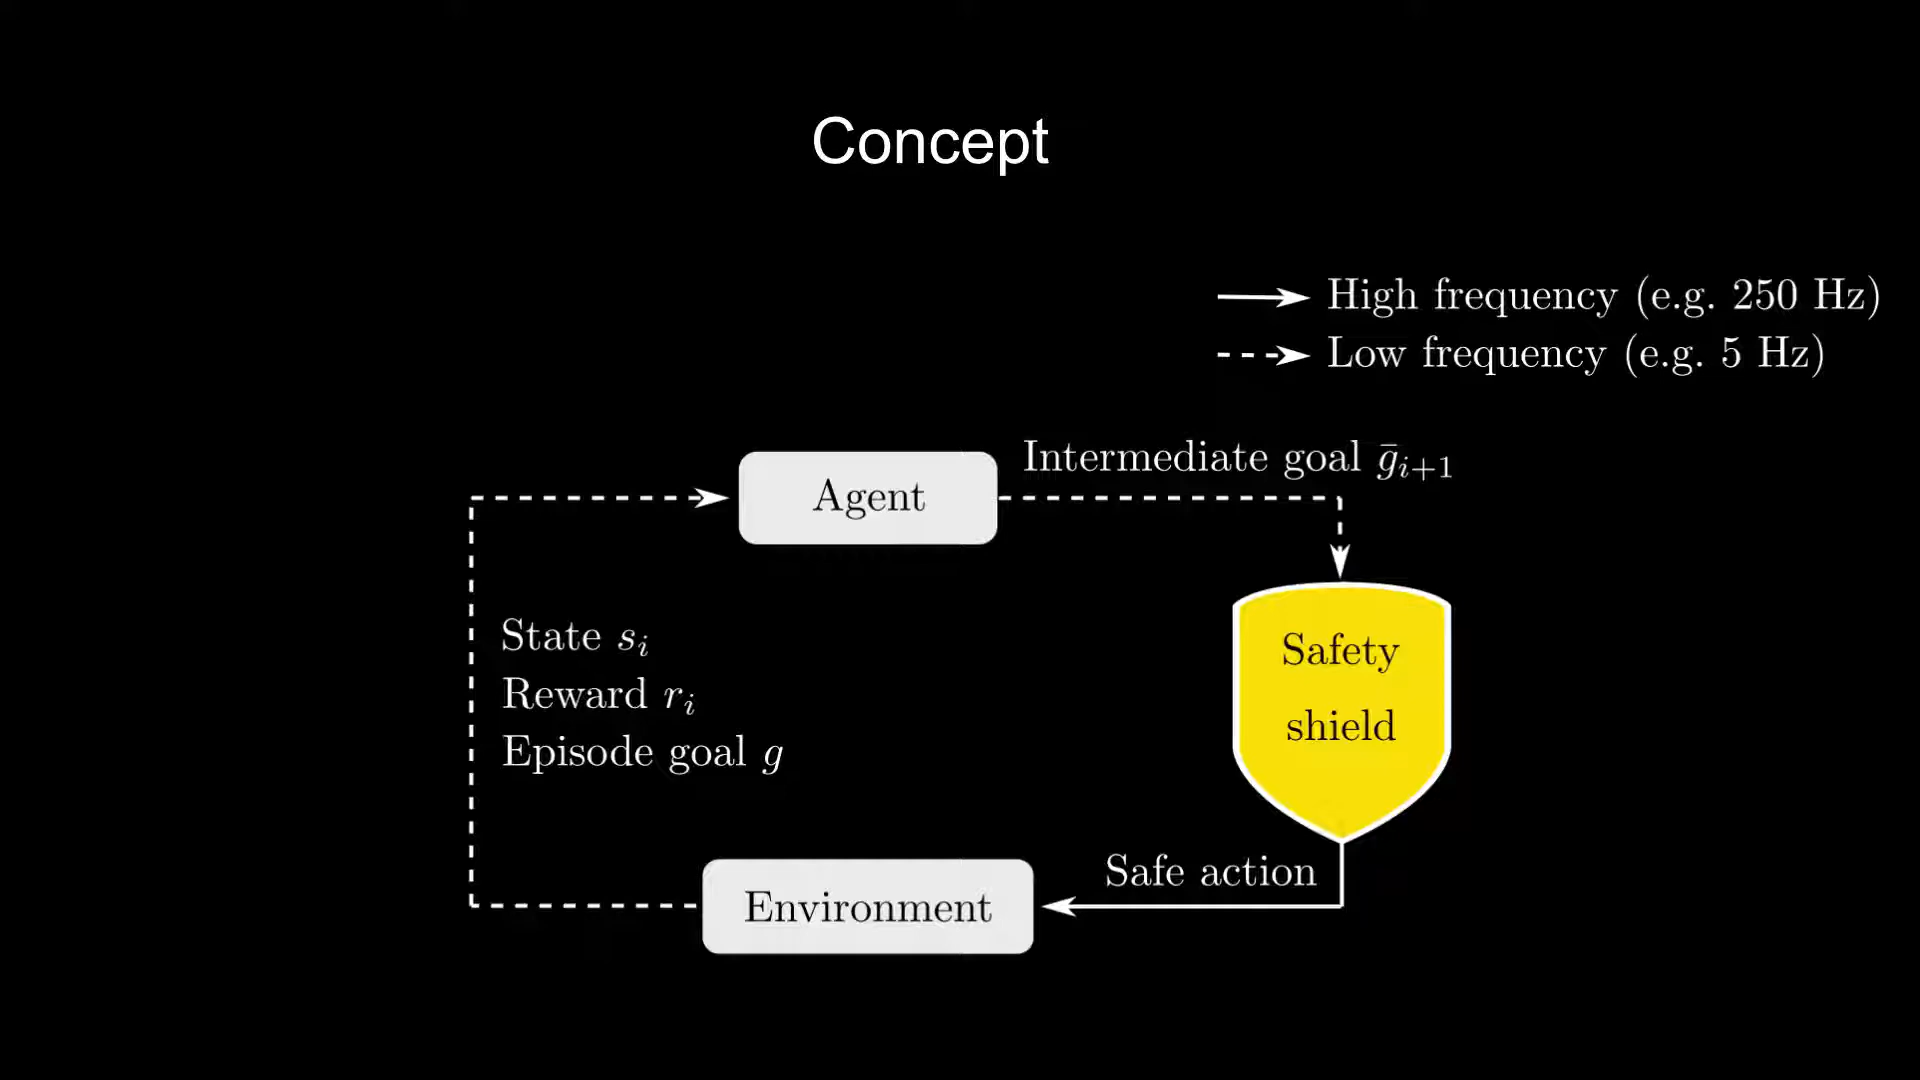 Concept
High frequency (e.g. 250 Hz)
Low frequency (e.g. 5 Hz)
Intermediate goal ḡᵢ₊₁
Agent
State sᵢ
Reward rᵢ
Episode goal g
Safety
shield
Safe action
Environment